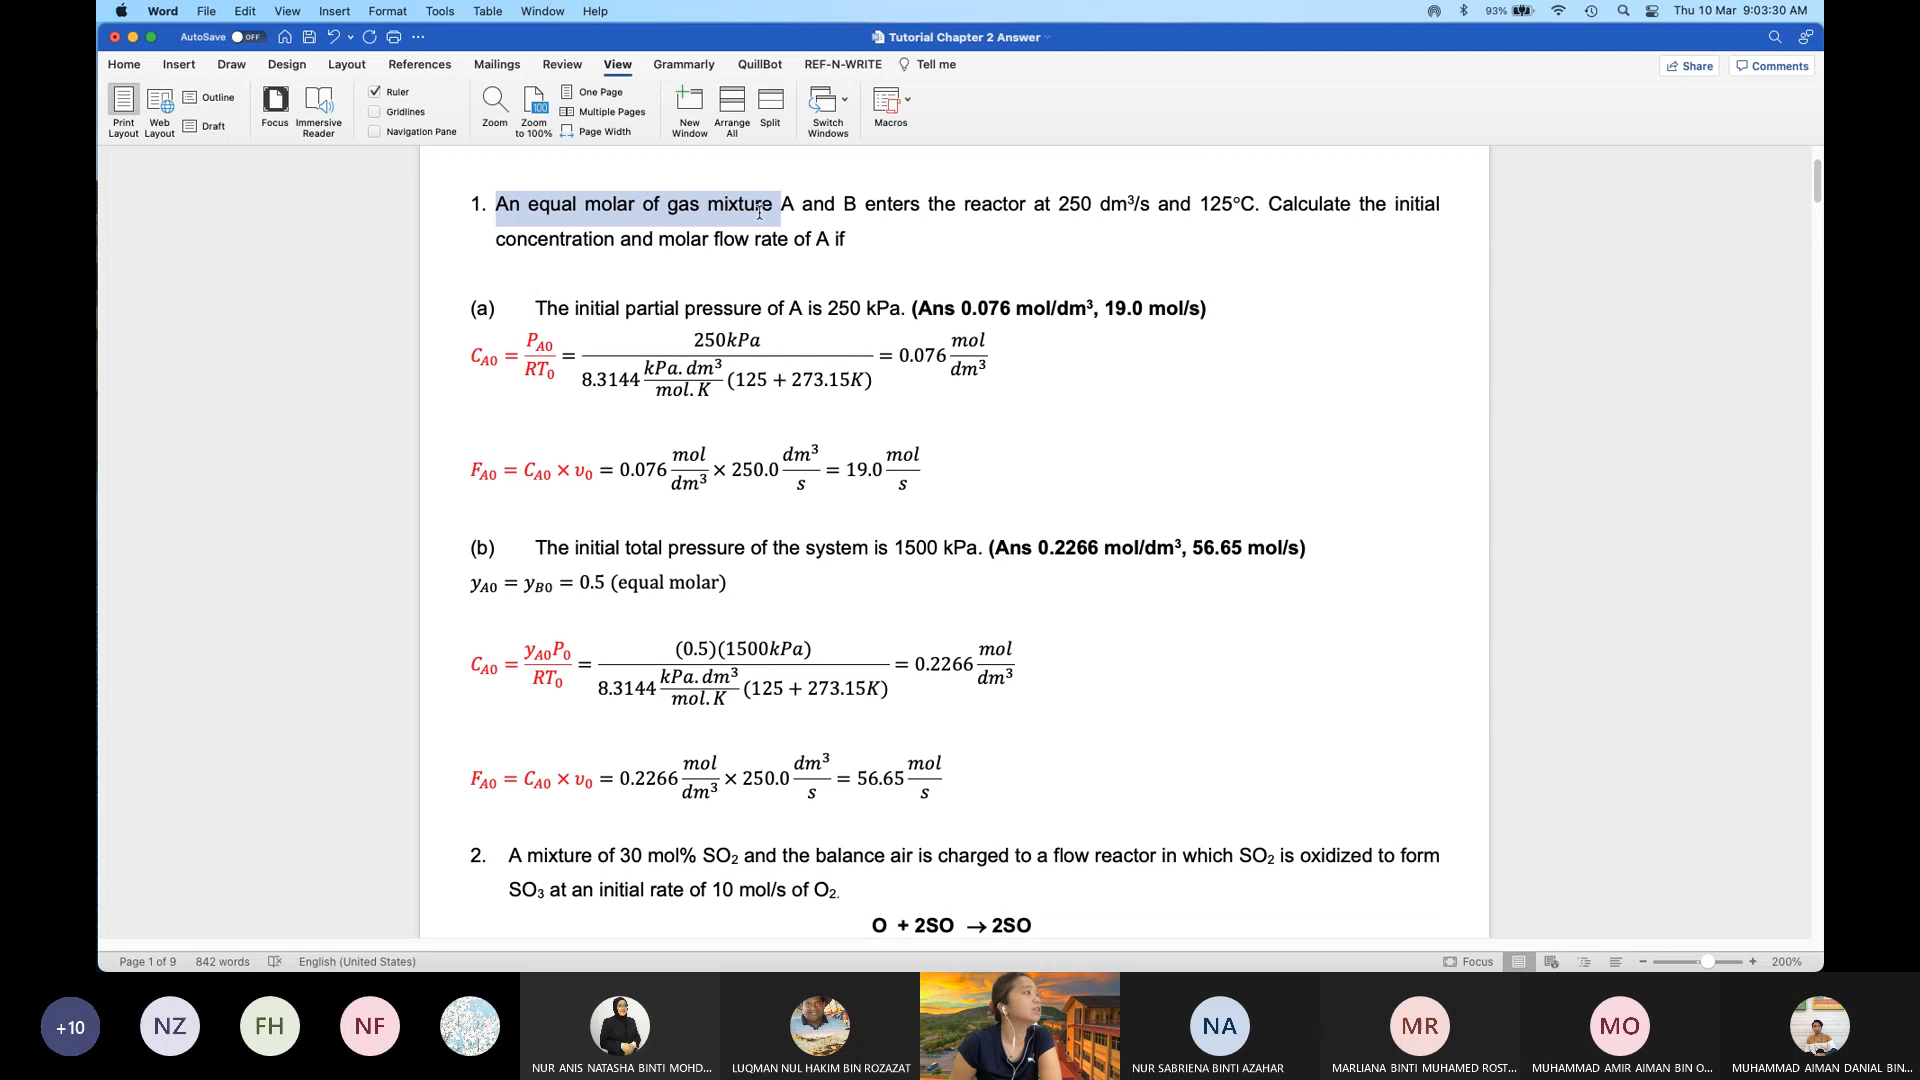 Word File Edit View Insert Format Tools Table Window Help 93% Thu 10 Mar 9:03:30 AM
AutoSave OFF Tutorial Chapter 2 Answer
Home Insert Draw Design Layout References Mailings Review View Grammarly QuillBot REF-N-WRITE Tell me Share Comments
Print Layout Web Layout Outline Draft Focus Immersive Reader Ruler Gridlines Navigation Pane Zoom Zoom to 100% One Page Multiple Pages Page Width New Window Arrange All Split Switch Windows Macros
1. An equal molar of gas mixture A and B enters the reactor at 250 dm³/s and 125°C. Calculate the initial
concentration and molar flow rate of A if
(a) The initial partial pressure of A is 250 kPa. (Ans 0.076 mol/dm³, 19.0 mol/s)
C_A0 = P_A0 / RT_0 = 250kPa / 8.3144 kPa.dm³/mol.K (125 + 273.15K) = 0.076 mol/dm³
F_A0 = C_A0 × υ_0 = 0.076 mol/dm³ × 250.0 dm³/s = 19.0 mol/s
(b) The initial total pressure of the system is 1500 kPa. (Ans 0.2266 mol/dm³, 56.65 mol/s)
y_A0 = y_B0 = 0.5 (equal molar)
C_A0 = y_A0P_0 / RT_0 = (0.5)(1500kPa) / 8.3144 kPa.dm³/mol.K (125 + 273.15K) = 0.2266 mol/dm³
F_A0 = C_A0 × υ_0 = 0.2266 mol/dm³ × 250.0 dm³/s = 56.65 mol/s
2. A mixture of 30 mol% SO₂ and the balance air is charged to a flow reactor in which SO₂ is oxidized to form
SO₃ at an initial rate of 10 mol/s of O₂.
O + 2SO → 2SO
Page 1 of 9 842 words English (United States) Focus 200%
+10 NZ FH NF NA MR MO
NUR ANIS NATASHA BINTI MOHD... LUQMAN NUL HAKIM BIN ROZAZAT NUR SABRIENA BINTI AZAHAR MARLIANA BINTI MUHAMED ROST... MUHAMMAD AMIR AIMAN BIN O... MUHAMMAD AIMAN DANIAL BIN...